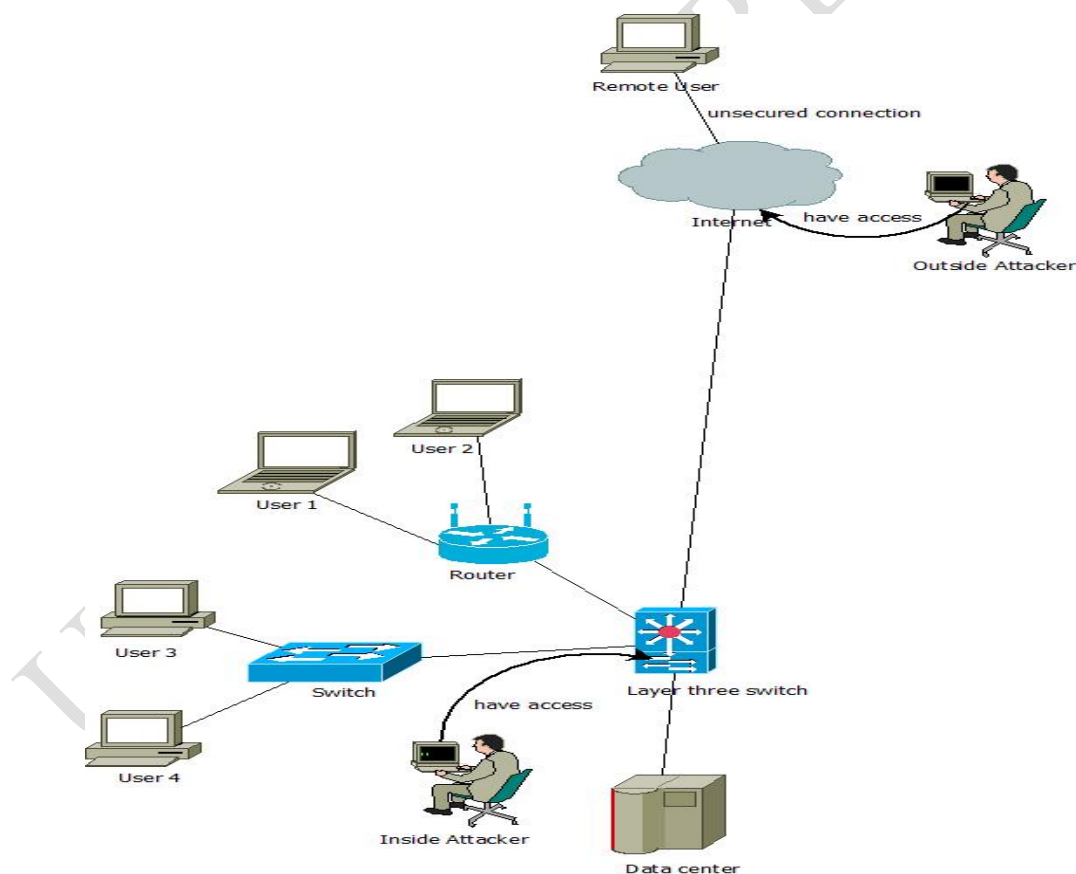 Remote User
unsecured connection
Internet
have access
Outside Attacker
User 2
User 1
Router
User 3
Switch
Layer three switch
have access
User 4
Inside Attacker
Data center